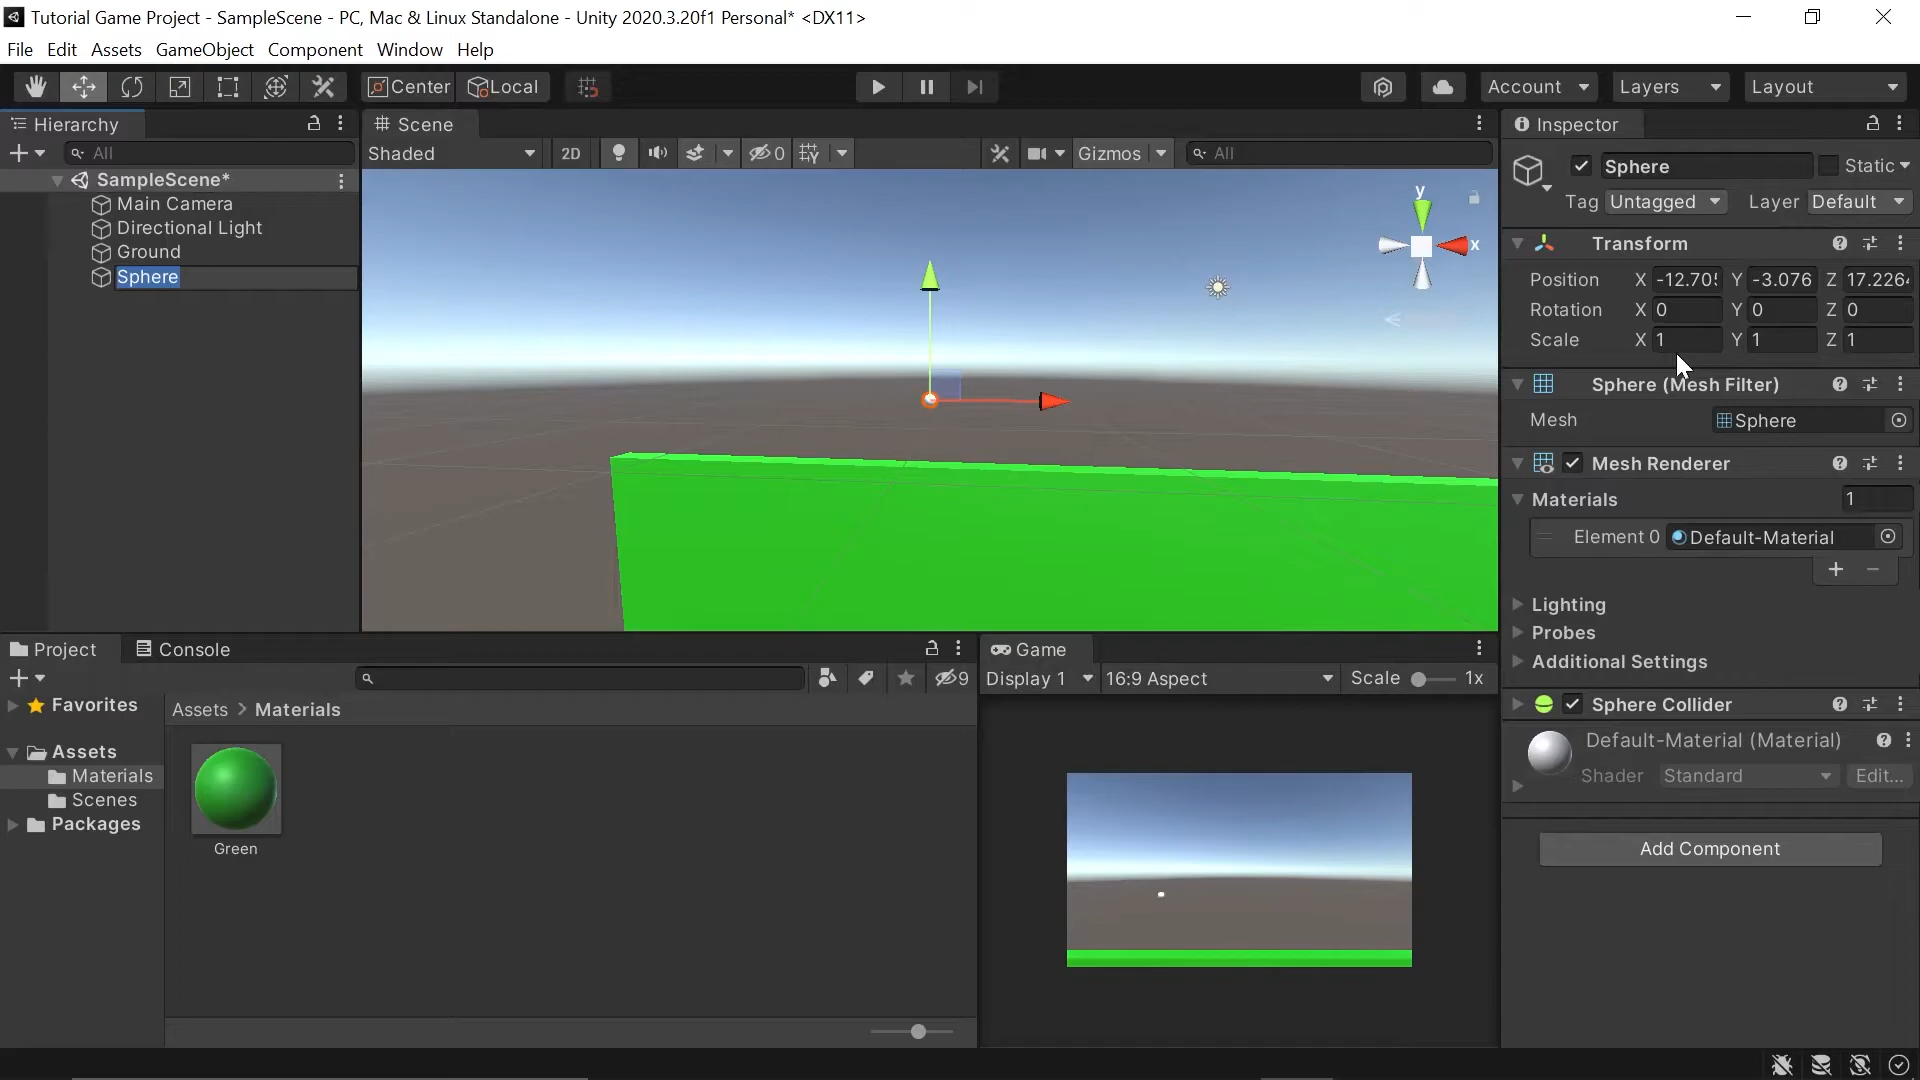 Tutorial Game Project - SampleScene - PC, Mac & Linux Standalone - Unity 2020.3.20f1 Personal* <DX11>
File Edit Assets GameObject Component Window Help
Center Local Account Layers Layout
Hierarchy
All
SampleScene*
Main Camera
Directional Light
Ground
Sphere
Scene
Shaded 2D 0 Gizmos All
y
x
Inspector
Sphere Static
Tag Untagged Layer Default
Transform
Position X -12.705 Y -3.076 Z 17.226
Rotation X 0 Y 0 Z 0
Scale X 1 Y 1 Z 1
Sphere (Mesh Filter)
Mesh Sphere
Mesh Renderer
Materials 1
Element 0 Default-Material
+ −
Lighting
Probes
Additional Settings
Sphere Collider
Default-Material (Material)
Shader Standard Edit...
Add Component
Project Console
9
Favorites
Assets
Materials
Scenes
Packages
Assets > Materials
Green
Game
Display 1 16:9 Aspect Scale 1x